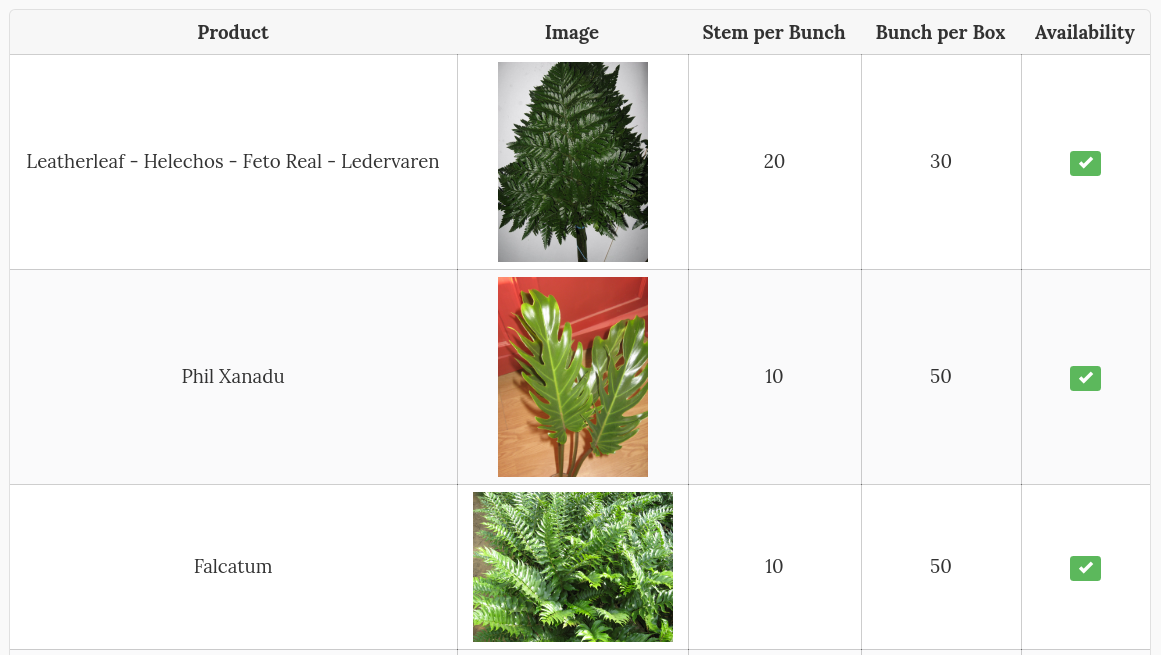 Product Image Stem per Bunch Bunch per Box Availability
Leatherleaf - Helechos - Feto Real - Ledervaren 20 30
Phil Xanadu 10 50
Falcatum 10 50